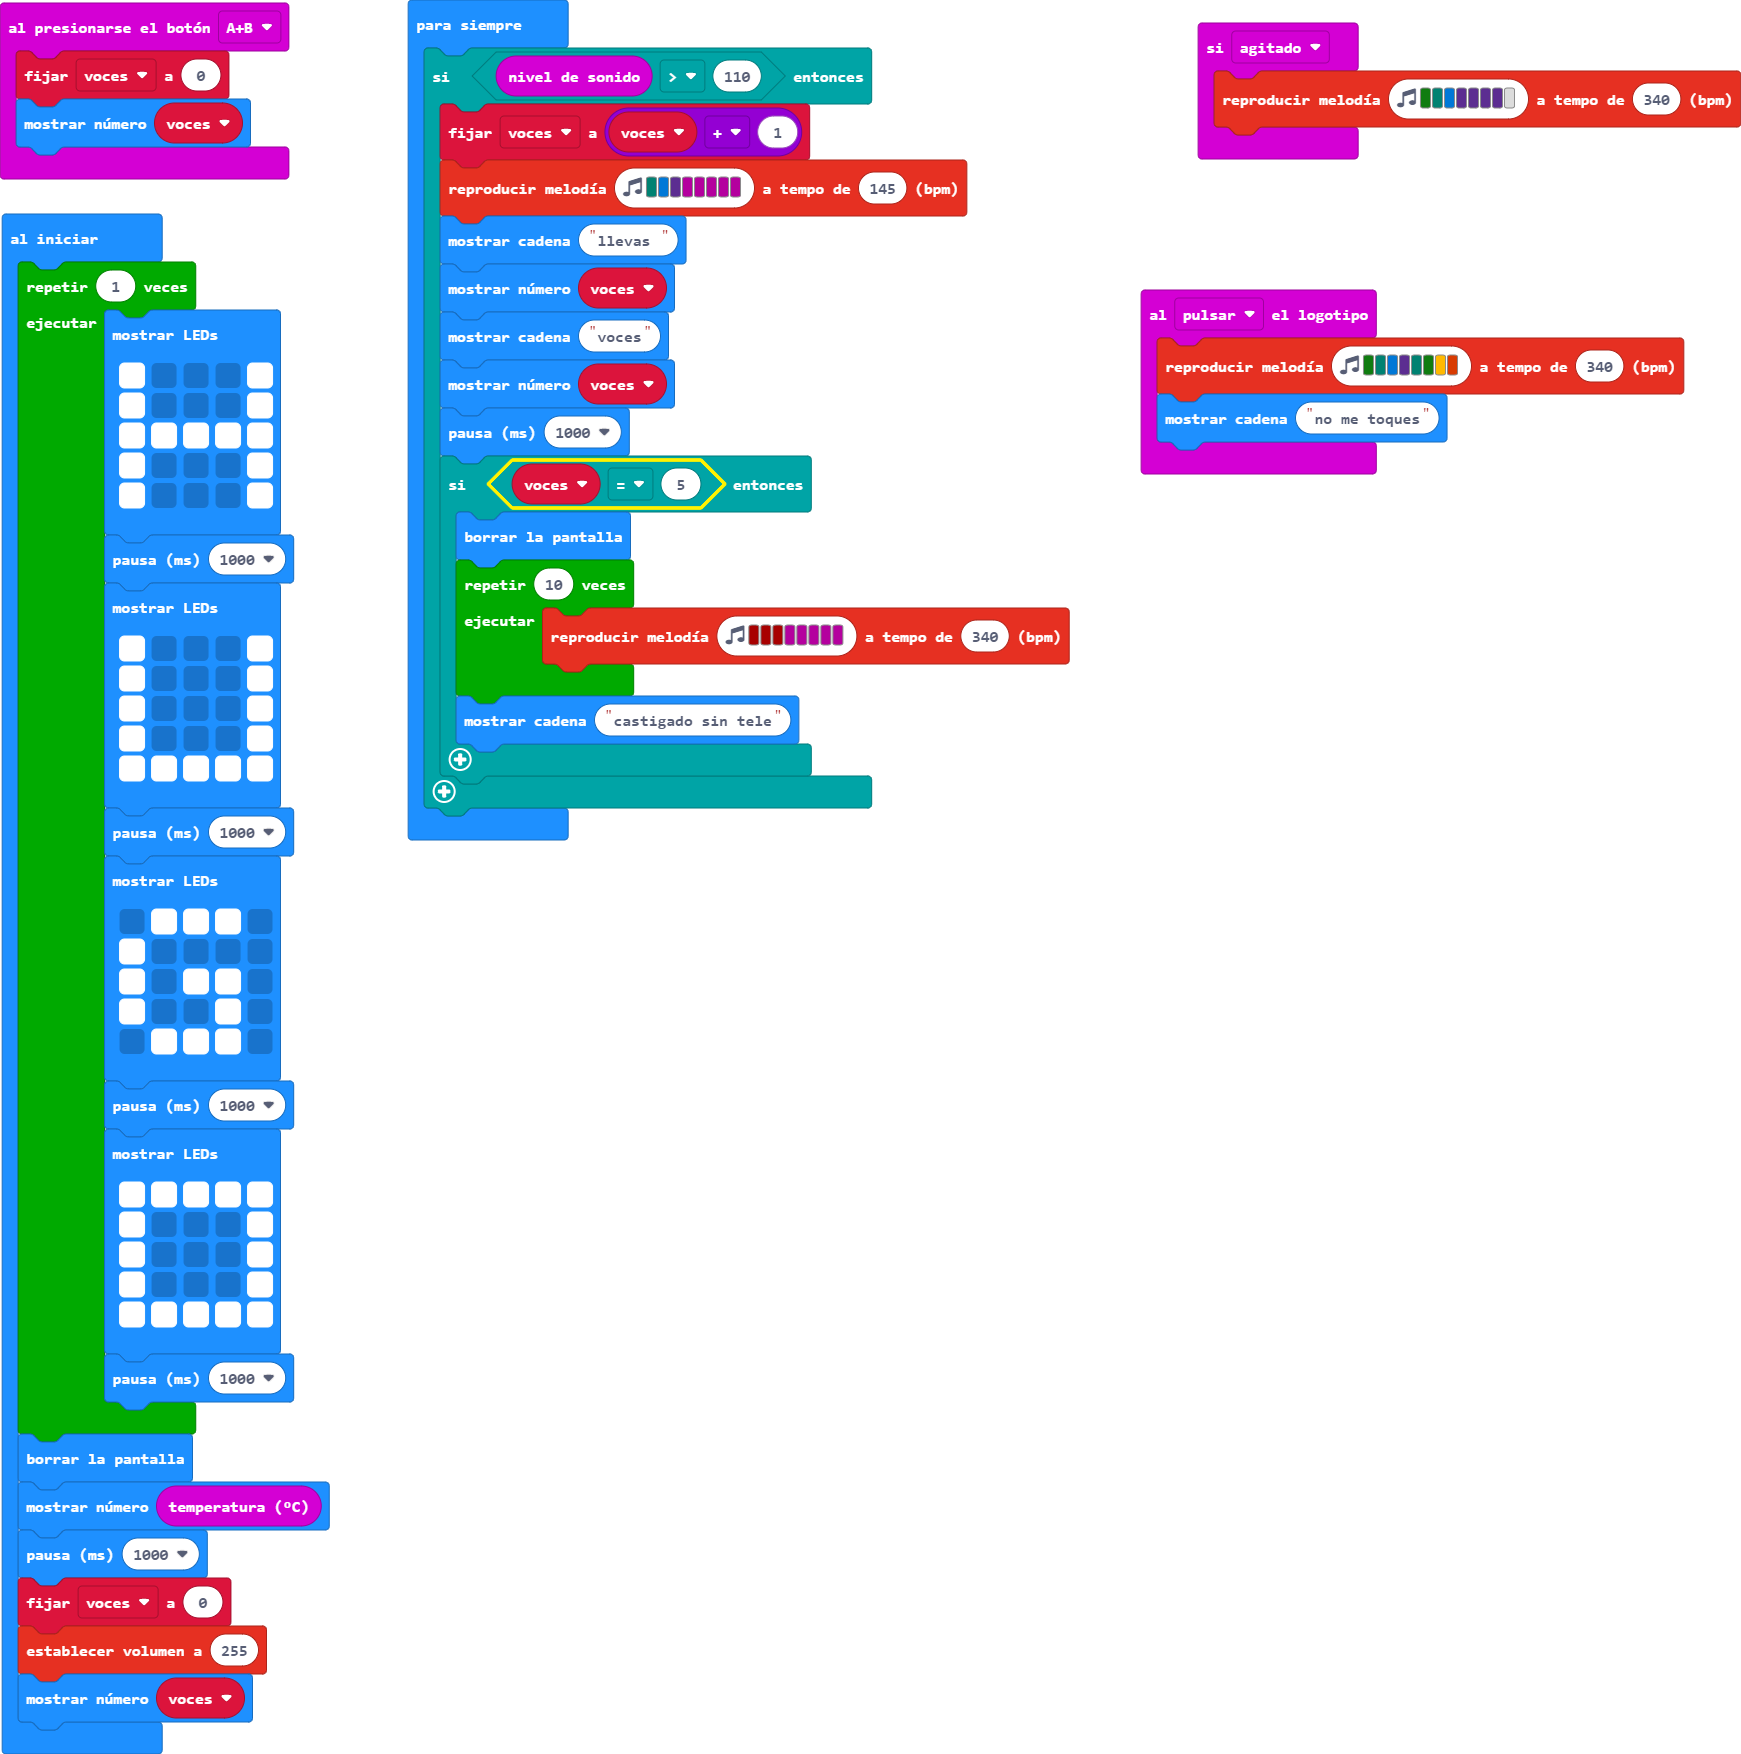 al presionarse el botón A+B
fijar voces a 0
mostrar número voces
al iniciar
repetir 1 veces
ejecutar
mostrar LEDs
pausa (ms) 1000
mostrar LEDs
pausa (ms) 1000
mostrar LEDs
pausa (ms) 1000
mostrar LEDs
pausa (ms) 1000
borrar la pantalla
mostrar número temperatura (ºC)
pausa (ms) 1000
fijar voces a 0
establecer volumen a 255
mostrar número voces
para siempre
si nivel de sonido > 110 entonces
fijar voces a voces + 1
reproducir melodía a tempo de 145 (bpm)
mostrar cadena "llevas "
mostrar número voces
mostrar cadena "voces"
mostrar número voces
pausa (ms) 1000
si voces = 5 entonces
borrar la pantalla
repetir 10 veces
ejecutar
reproducir melodía a tempo de 340 (bpm)
mostrar cadena "castigado sin tele"
si agitado
reproducir melodía a tempo de 340 (bpm)
al pulsar el logotipo
reproducir melodía a tempo de 340 (bpm)
mostrar cadena "no me toques"